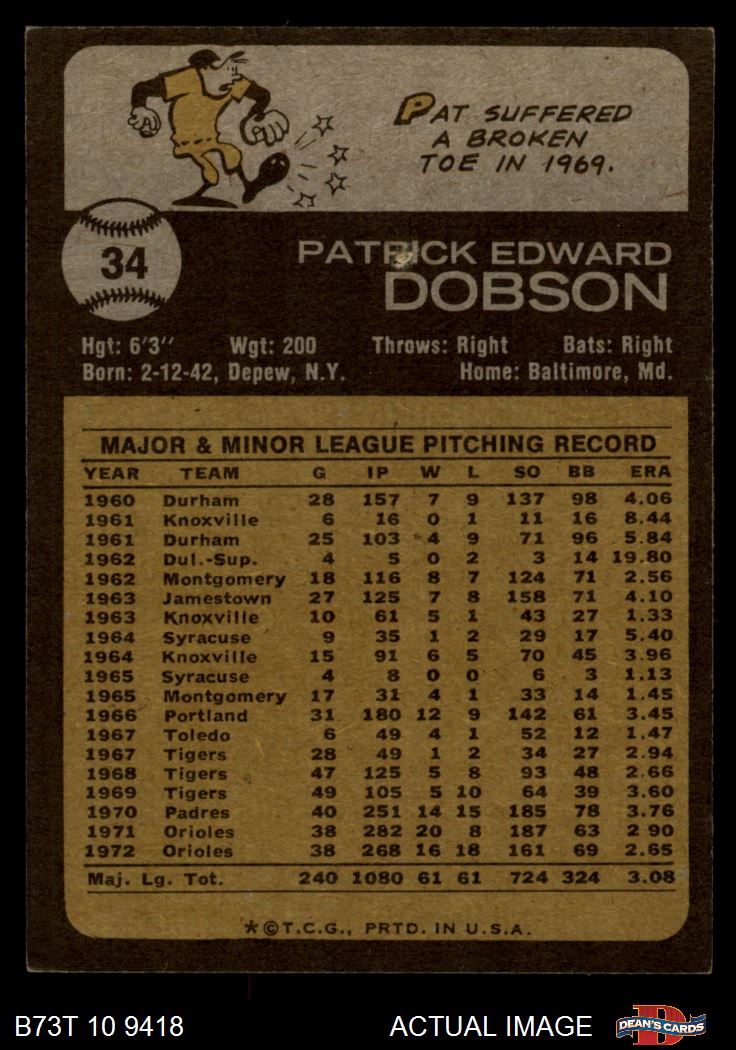 PAT SUFFERED
A BROKEN
TOE IN 1969.
34
PATRICK EDWARD
DOBSON
Hgt: 6'3'' Wgt: 200 Throws: Right Bats: Right
Born: 2-12-42, Depew, N.Y. Home: Baltimore, Md.
MAJOR & MINOR LEAGUE PITCHING RECORD
YEAR TEAM G IP W L SO BB ERA
1960 Durham 28 157 7 9 137 98 4.06
1961 Knoxville 6 16 0 1 11 16 8.44
1961 Durham 25 103 4 9 71 96 5.84
1962 Dul.-Sup. 4 5 0 2 3 14 19.80
1962 Montgomery 18 116 8 7 124 71 2.56
1963 Jamestown 27 125 7 8 158 71 4.10
1963 Knoxville 10 61 5 1 43 27 1.33
1964 Syracuse 9 35 1 2 29 17 5.40
1964 Knoxville 15 91 6 5 70 45 3.96
1965 Syracuse 4 8 0 0 6 3 1.13
1965 Montgomery 17 31 4 1 33 14 1.45
1966 Portland 31 180 12 9 142 61 3.45
1967 Toledo 6 49 4 1 52 12 1.47
1967 Tigers 28 49 1 2 34 27 2.94
1968 Tigers 47 125 5 8 93 48 2.66
1969 Tigers 49 105 5 10 64 39 3.60
1970 Padres 40 251 14 15 185 78 3.76
1971 Orioles 38 282 20 8 187 63 2 90
1972 Orioles 38 268 16 18 161 69 2.65
Maj. Lg. Tot. 240 1080 61 61 724 324 3.08
*©T.C.G., PRTD. IN U.S.A.
B73T 10 9418 ACTUAL IMAGE D DEAN'S CARDS